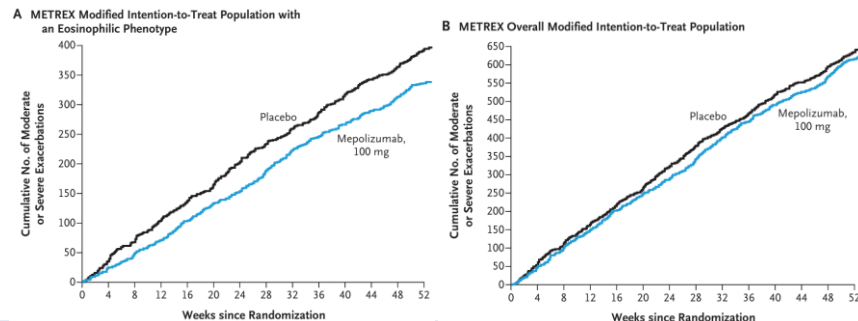 A METREX Modified Intention-to-Treat Population with
an Eosinophilic Phenotype
400
350
300
250
200
150
100
50
0
Cumulative No. of Moderate
or Severe Exacerbations
Placebo
Mepolizumab,
100 mg
0 4 8 12 16 20 24 28 32 36 40 44 48 52
Weeks since Randomization
B METREX Overall Modified Intention-to-Treat Population
650
600
550
500
450
400
350
300
250
200
150
100
50
0
Cumulative No. of Moderate
or Severe Exacerbations
Placebo
Mepolizumab,
100 mg
0 4 8 12 16 20 24 28 32 36 40 44 48 52
Weeks since Randomization